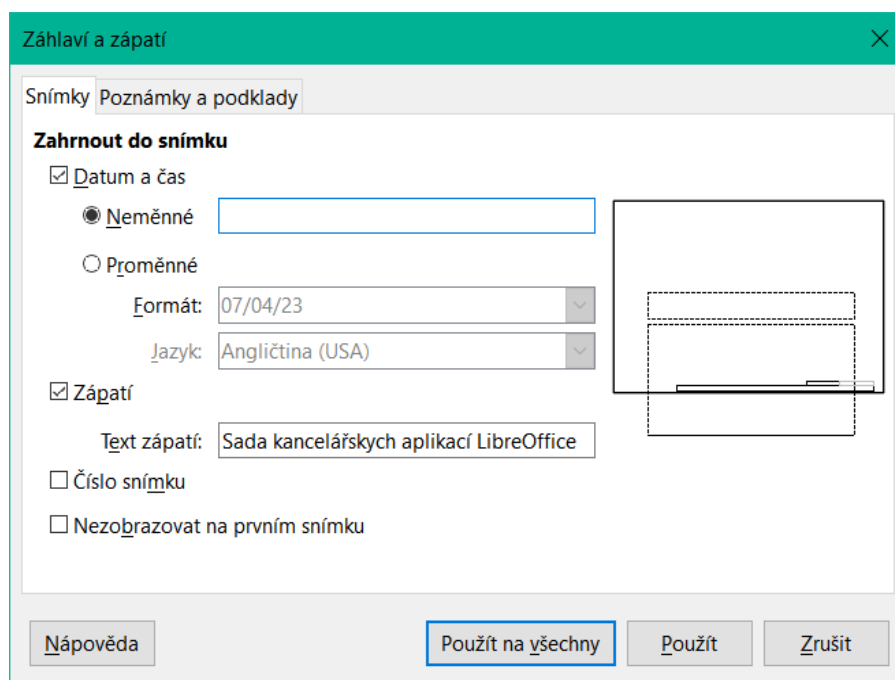 Záhlaví a zápatí
Snímky Poznámky a podklady
Zahrnout do snímku
Datum a čas
Neměnné
Proměnné
Formát: 07/04/23
Jazyk: Angličtina (USA)
Zápatí
Text zápatí: Sada kancelářskych aplikací LibreOffice
Číslo snímku
Nezobrazovat na prvním snímku
Nápověda Použít na všechny Použít Zrušit